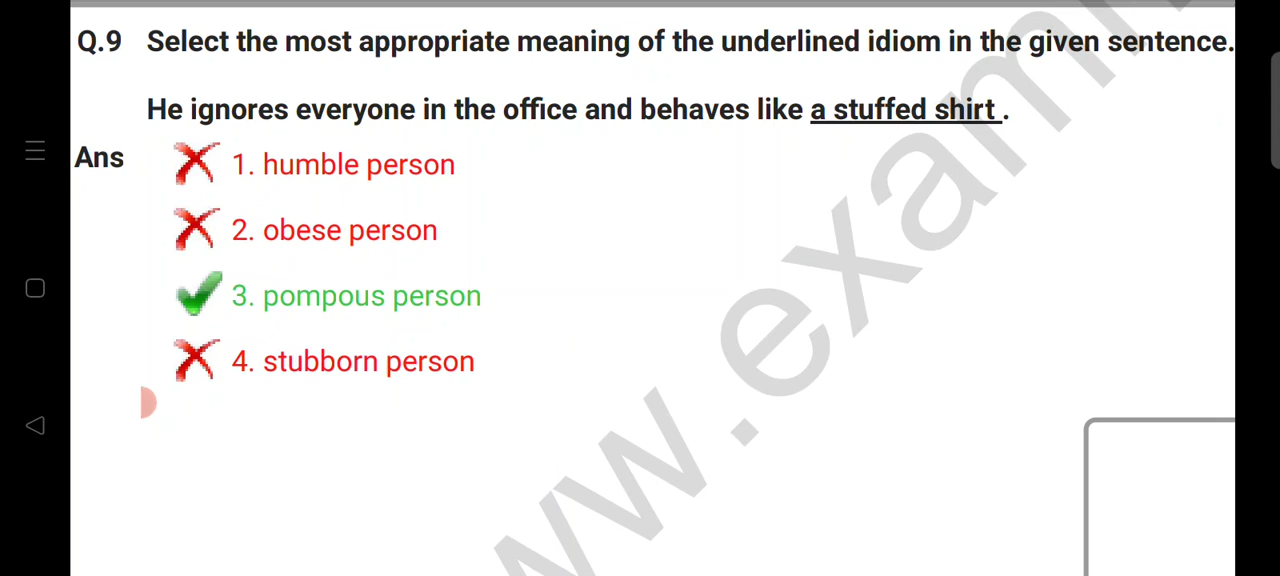 Q.9 Select the most appropriate meaning of the underlined idiom in the given sentence.
He ignores everyone in the office and behaves like a stuffed shirt .
Ans
1. humble person
2. obese person
3. pompous person
4. stubborn person